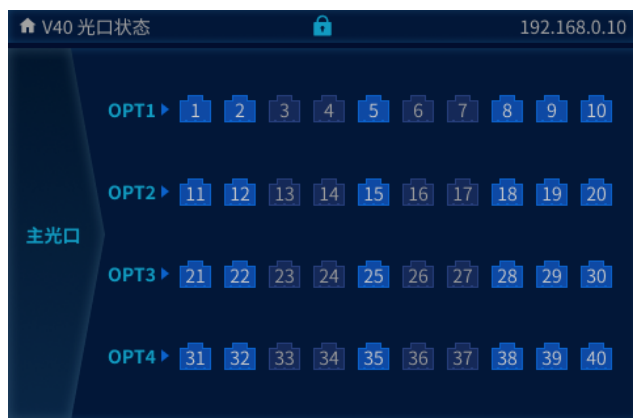 V40 光口状态 192.168.0.10
OPT1 1 2 3 4 5 6 7 8 9 10
OPT2 11 12 13 14 15 16 17 18 19 20
主光口
OPT3 21 22 23 24 25 26 27 28 29 30
OPT4 31 32 33 34 35 36 37 38 39 40